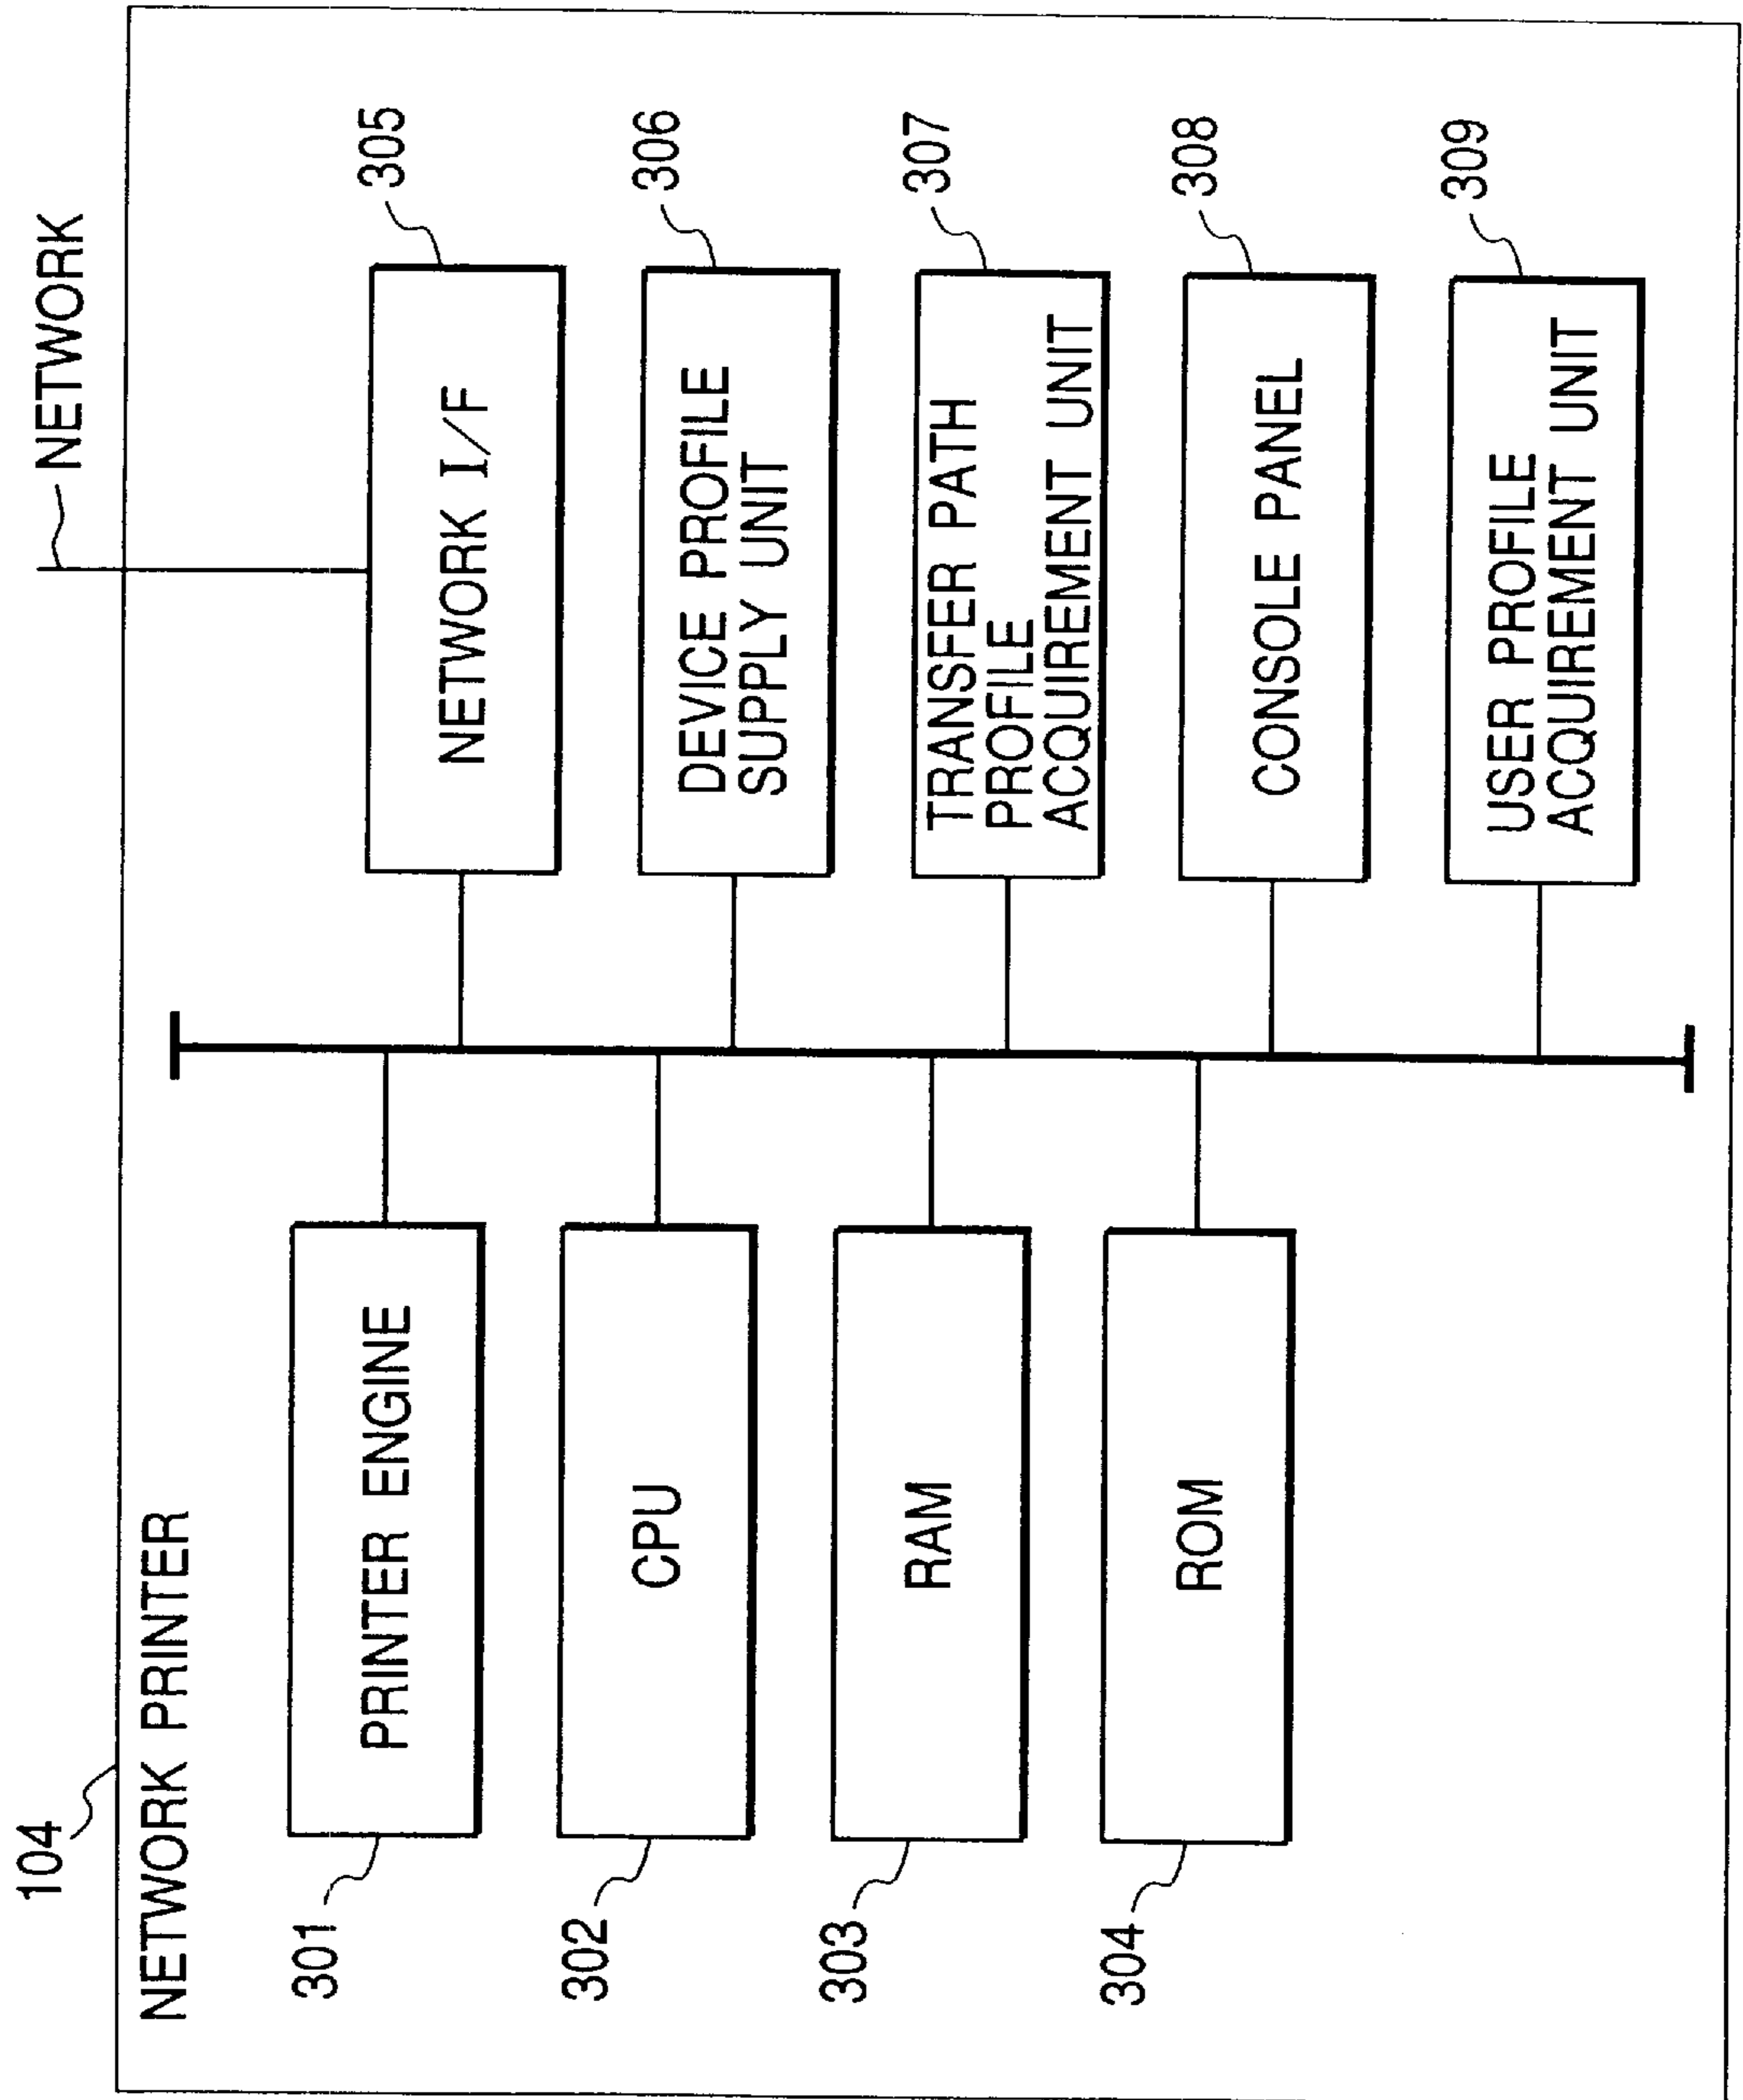 104
NETWORK PRINTER
NETWORK
301
PRINTER ENGINE
302
CPU
303
RAM
304
ROM
NETWORK I/F
305
DEVICE PROFILE
SUPPLY UNIT
306
TRANSFER PATH
PROFILE
ACQUIREMENT UNIT
307
CONSOLE PANEL
308
USER PROFILE
ACQUIREMENT UNIT
309